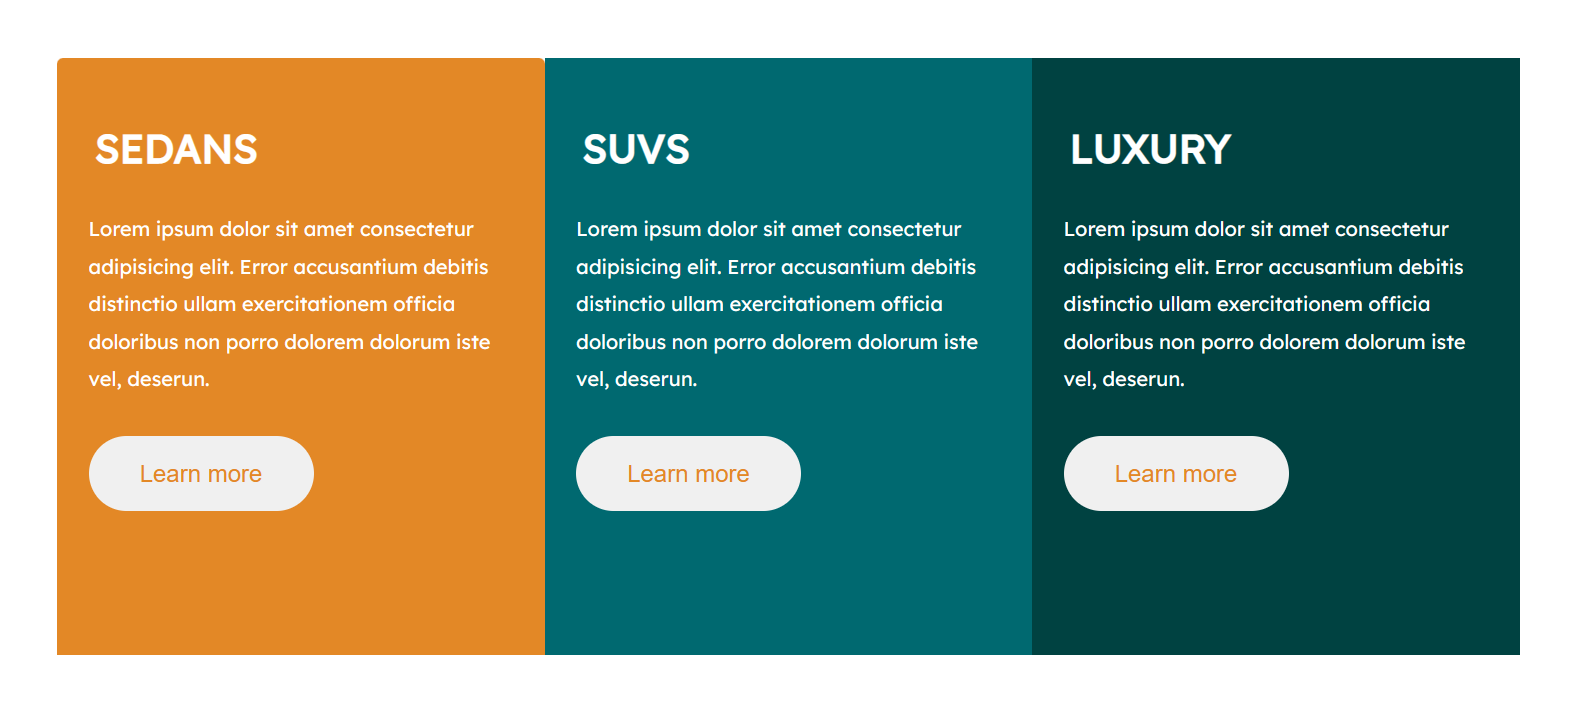 SEDANS
Lorem ipsum dolor sit amet consectetur
adipisicing elit. Error accusantium debitis
distinctio ullam exercitationem officia
doloribus non porro dolorem dolorum iste
vel, deserun.
Learn more
SUVS
Lorem ipsum dolor sit amet consectetur
adipisicing elit. Error accusantium debitis
distinctio ullam exercitationem officia
doloribus non porro dolorem dolorum iste
vel, deserun.
Learn more
LUXURY
Lorem ipsum dolor sit amet consectetur
adipisicing elit. Error accusantium debitis
distinctio ullam exercitationem officia
doloribus non porro dolorem dolorum iste
vel, deserun.
Learn more